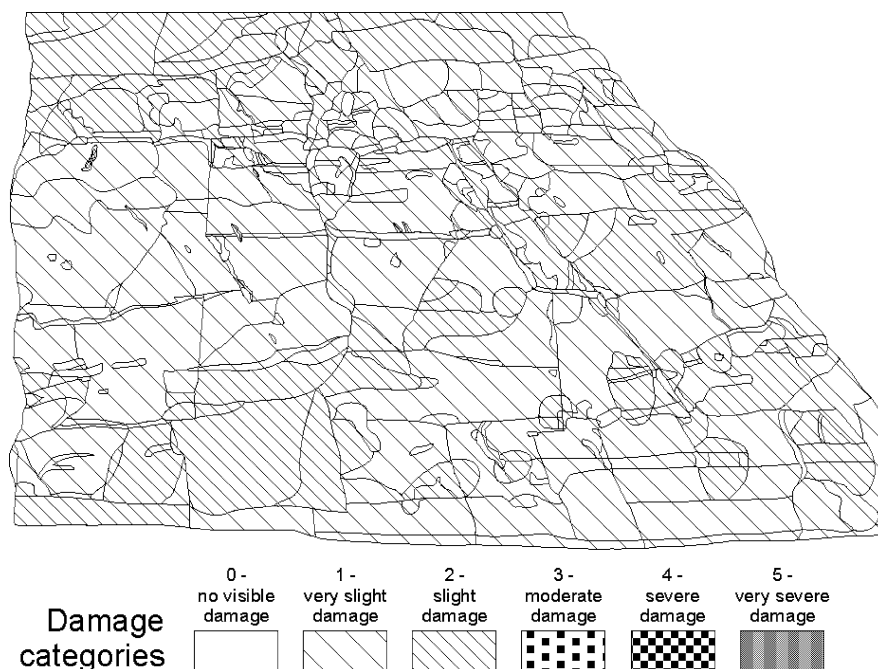 0 -
no visible
damage
1 -
very slight
damage
2 -
slight
damage
3 -
moderate
damage
4 -
severe
damage
5 -
very severe
damage
Damage
categories